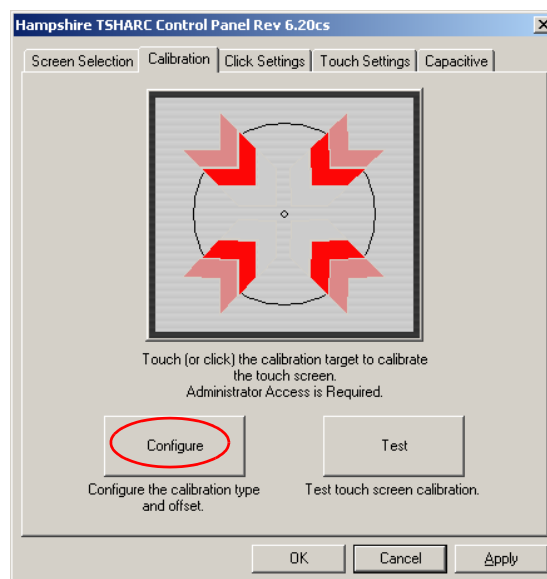 Hampshire TSHARC Control Panel Rev 6.20cs
Screen Selection Calibration Click Settings Touch Settings Capacitive
Touch (or click) the calibration target to calibrate
the touch screen.
Administrator Access is Required.
Configure Test
Configure the calibration type
and offset.
Test touch screen calibration.
OK Cancel Apply